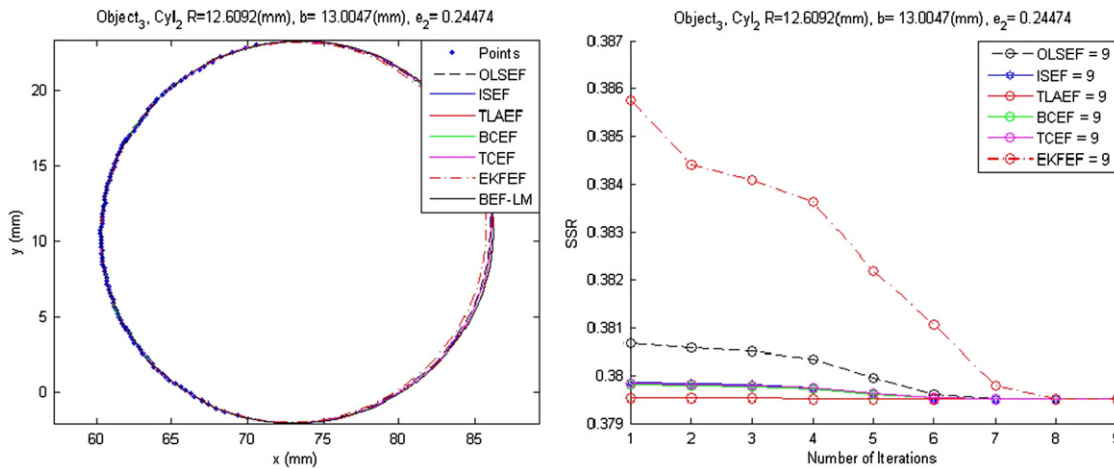 Object3, Cyl2 R=12.6092(mm), b= 13.0047(mm), e2= 0.24474
20
15
10
5
0
y (mm)
60
65
70
75
80
85
x (mm)
Points
OLSEF
ISEF
TLAEF
BCEF
TCEF
EKFEF
BEF-LM
Object3, Cyl2 R=12.6092(mm), b= 13.0047(mm), e2= 0.24474
0.387
0.386
0.385
0.384
0.383
0.382
0.381
0.38
0.379
SSR
1
2
3
4
5
6
7
8
9
Number of Iterations
OLSEF = 9
ISEF = 9
TLAEF = 9
BCEF = 9
TCEF = 9
EKFEF = 9